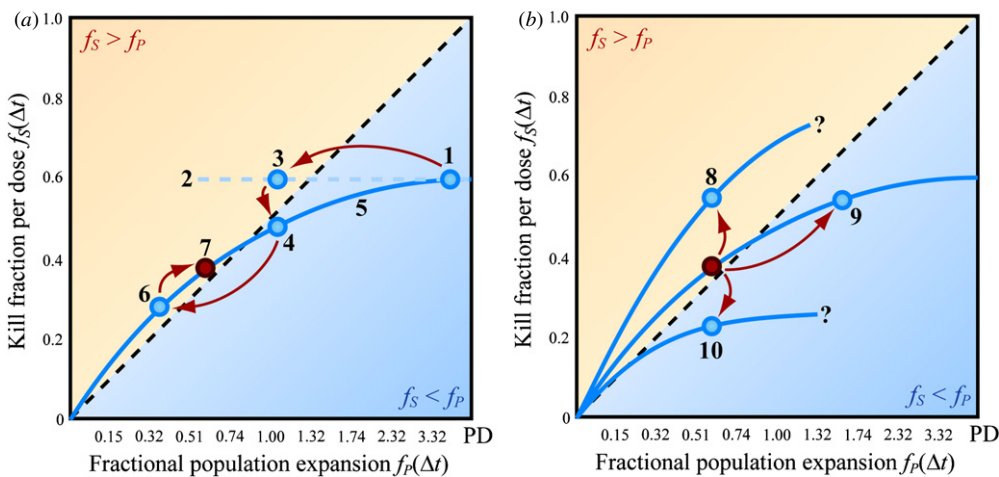 (a)
1.0
0.8
0.6
0.4
0.2
0
Kill fraction per dose fS(Δt)
fS > fP
fS < fP
1
2
3
4
5
6
7
0.15 0.32 0.51 0.74 1.00 1.32 1.74 2.32 3.32 PD
Fractional population expansion fP(Δt)
(b)
1.0
0.8
0.6
0.4
0.2
0
Kill fraction per dose fS(Δt)
fS > fP
fS < fP
?
8
9
10
?
0.15 0.32 0.51 0.74 1.00 1.32 1.74 2.32 3.32 PD
Fractional population expansion fP(Δt)